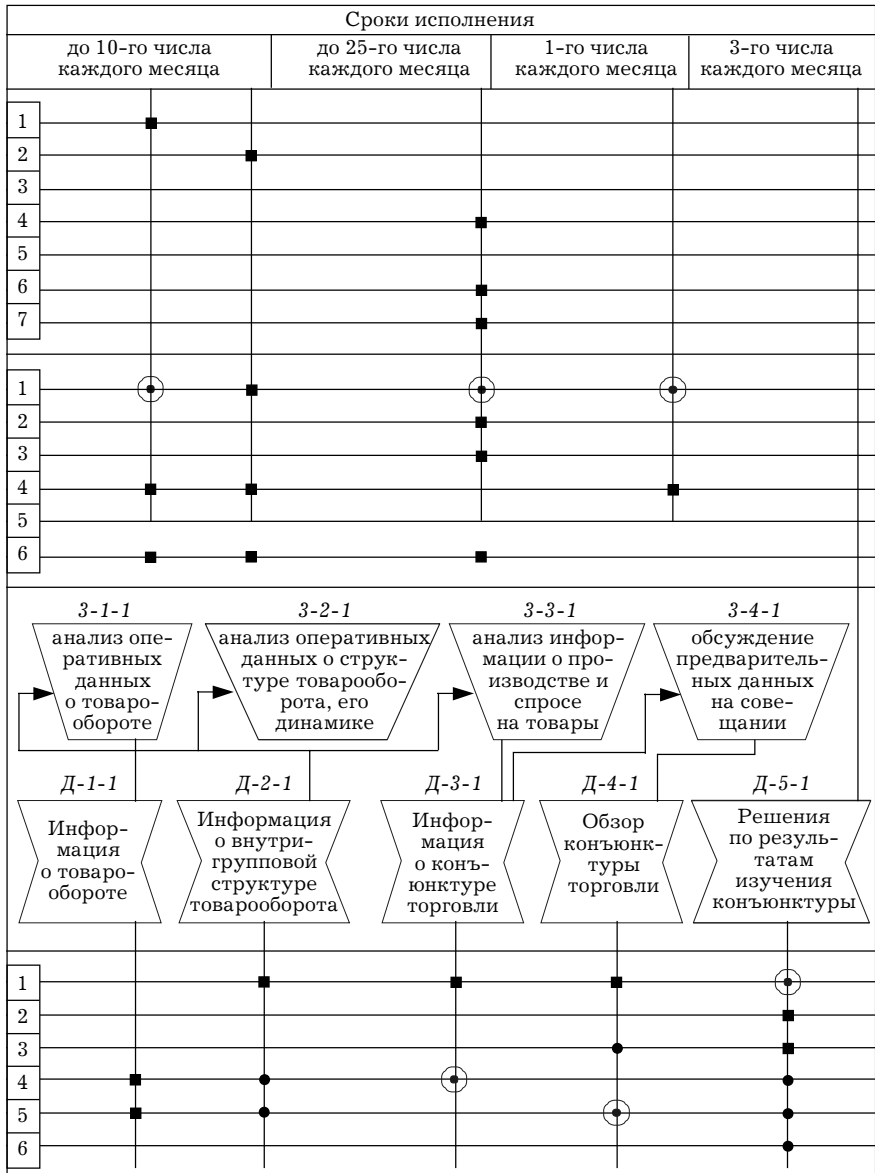 Сроки исполнения
до 10-го числа
каждого месяца
до 25-го числа
каждого месяца
1-го числа
каждого месяца
3-го числа
каждого месяца
1
2
3
4
5
6
7
1
2
3
4
5
6
З-1-1
анализ опе-
ративных
данных
о товаро-
обороте
З-2-1
анализ оперативных
данных о струк-
туре товарообо-
рота, его
динамике
З-3-1
анализ инфор-
мации о про-
изводстве и
спросе
на товары
З-4-1
обсуждение
предваритель-
ных данных
на сове-
щании
Д-1-1
Инфор-
мация
о товаро-
обороте
Д-2-1
Информация
о внутри-
групповой
структуре
товарооборота
Д-3-1
Инфор-
мация
о конъ-
юнктуре
торговли
Д-4-1
Обзор
конъюнк-
туры
торговли
Д-5-1
Решения
по резуль-
татам
изучения
конъюнктуры
1
2
3
4
5
6